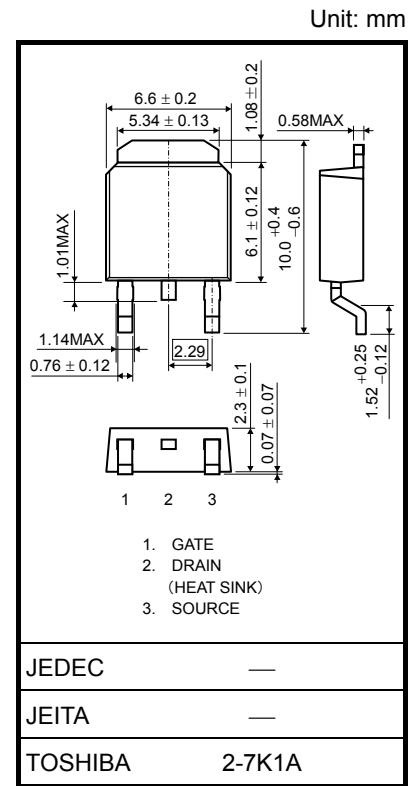 Unit: mm
6.6 ± 0.2
5.34 ± 0.13
1.08 ± 0.2
0.58MAX
1.01MAX
6.1 ± 0.12
10.0 +0.4 −0.6
1.14MAX
0.76 ± 0.12
2.29
1.52 +0.25 −0.12
2.3 ± 0.1
0.07 ± 0.07
1 2 3
1. GATE
2. DRAIN
(HEAT SINK)
3. SOURCE
JEDEC —
JEITA —
TOSHIBA 2-7K1A